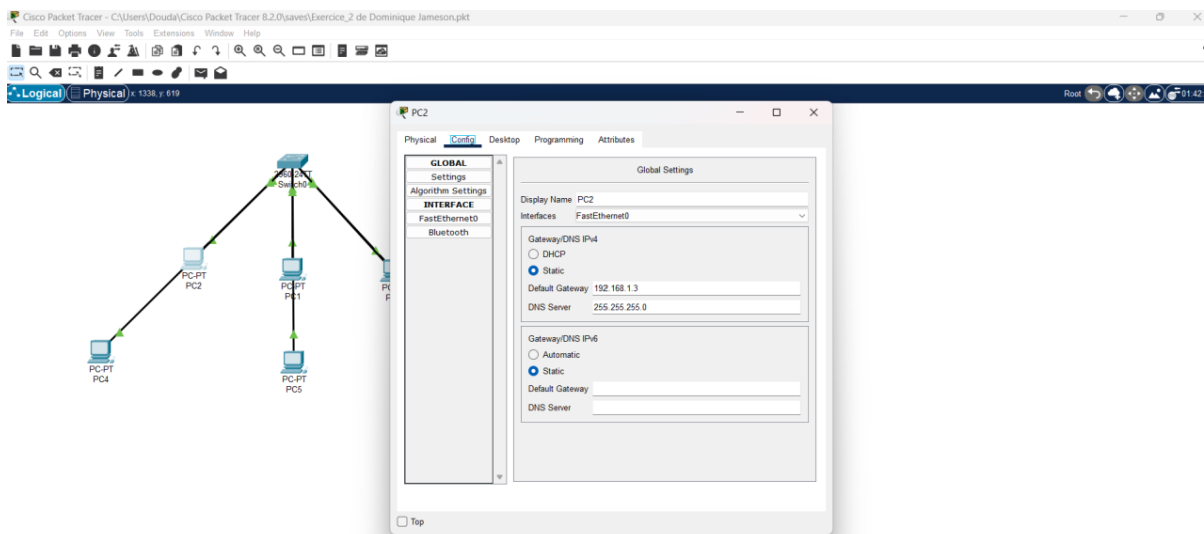 Cisco Packet Tracer - C:\Users\Douda\Cisco Packet Tracer 8.2.0\saves\Exercice_2 de Dominique Jameson.pkt
File Edit Options View Tools Extensions Window Help
Logical Physical x: 1338, y: 619 Root 01:42:
PC2
Physical Config Desktop Programming Attributes
GLOBAL
Settings
Algorithm Settings
INTERFACE
FastEthernet0
Bluetooth
Global Settings
Display Name PC2
Interfaces FastEthernet0
Gateway/DNS IPv4
DHCP
Static
Default Gateway 192.168.1.3
DNS Server 255.255.255.0
Gateway/DNS IPv6
Automatic
Static
Default Gateway
DNS Server
Top
Switch0
PC-PT
PC2
PC-PT
PC1
PC-PT
PC4
PC-PT
PC5